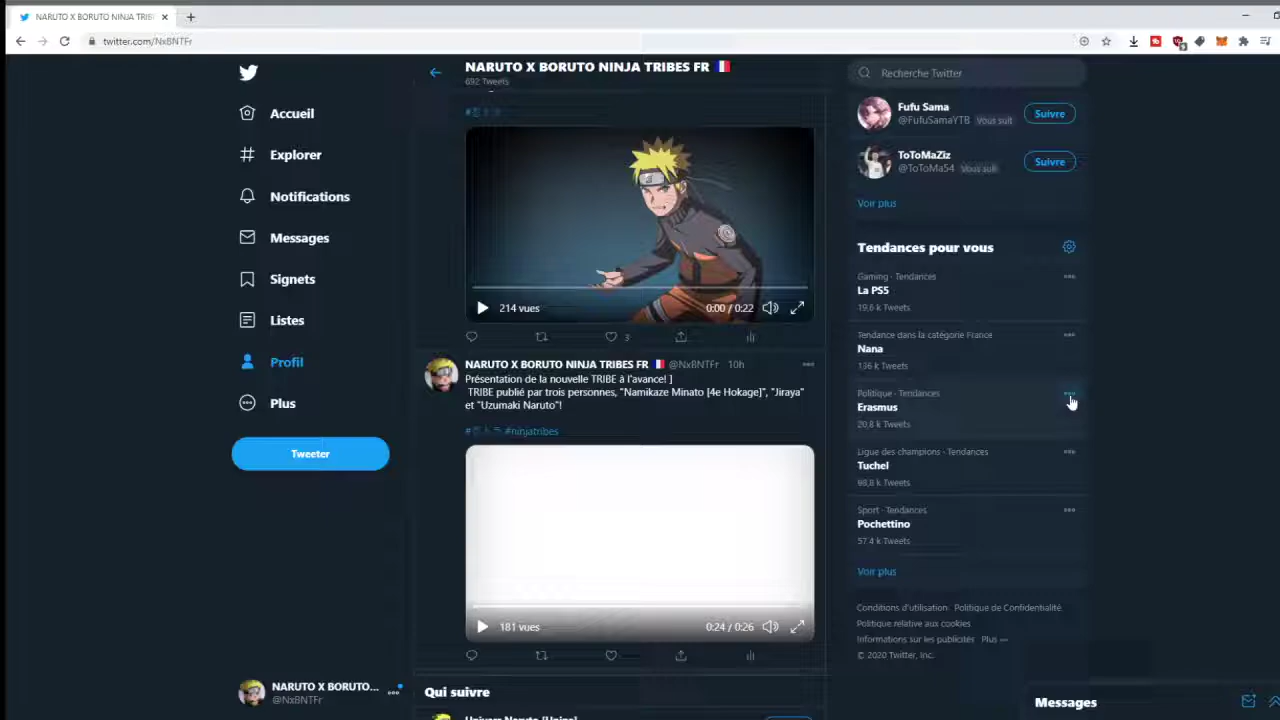 NARUTO X BORUTO NINJA TRIB
twitter.com/NxBNTFr
Accueil
Explorer
Notifications
Messages
Signets
Listes
Profil
Plus
Tweeter
NARUTO X BORUTO...
@NxBNTFr
NARUTO X BORUTO NINJA TRIBES FR 🇫🇷
692 Tweets
214 vues
0:00 / 0:22
3
NARUTO X BORUTO NINJA TRIBES FR 🇫🇷 @NxBNTFr · 10h
Présentation de la nouvelle TRIBE à l'avance! ]
TRIBE publié par trois personnes, "Namikaze Minato [4e Hokage]", "Jiraya"
et "Uzumaki Naruto"!
#ninjatribes
181 vues
0:24 / 0:26
Qui suivre
Univers Naruto
Recherche Twitter
Fufu Sama
@FufuSamaYTB Vous suit
Suivre
ToToMaZiz
@ToToMa54 Vous suit
Suivre
Voir plus
Tendances pour vous
Gaming · Tendances
La PS5
19,6 k Tweets
Tendance dans la catégorie France
Nana
136 k Tweets
Politique · Tendances
Erasmus
20,8 k Tweets
Ligue des champions · Tendances
Tuchel
98,8 k Tweets
Sport · Tendances
Pochettino
57,4 k Tweets
Voir plus
Conditions d'utilisation Politique de Confidentialité
Politique relative aux cookies
Informations sur les publicités Plus
© 2020 Twitter, Inc.
Messages